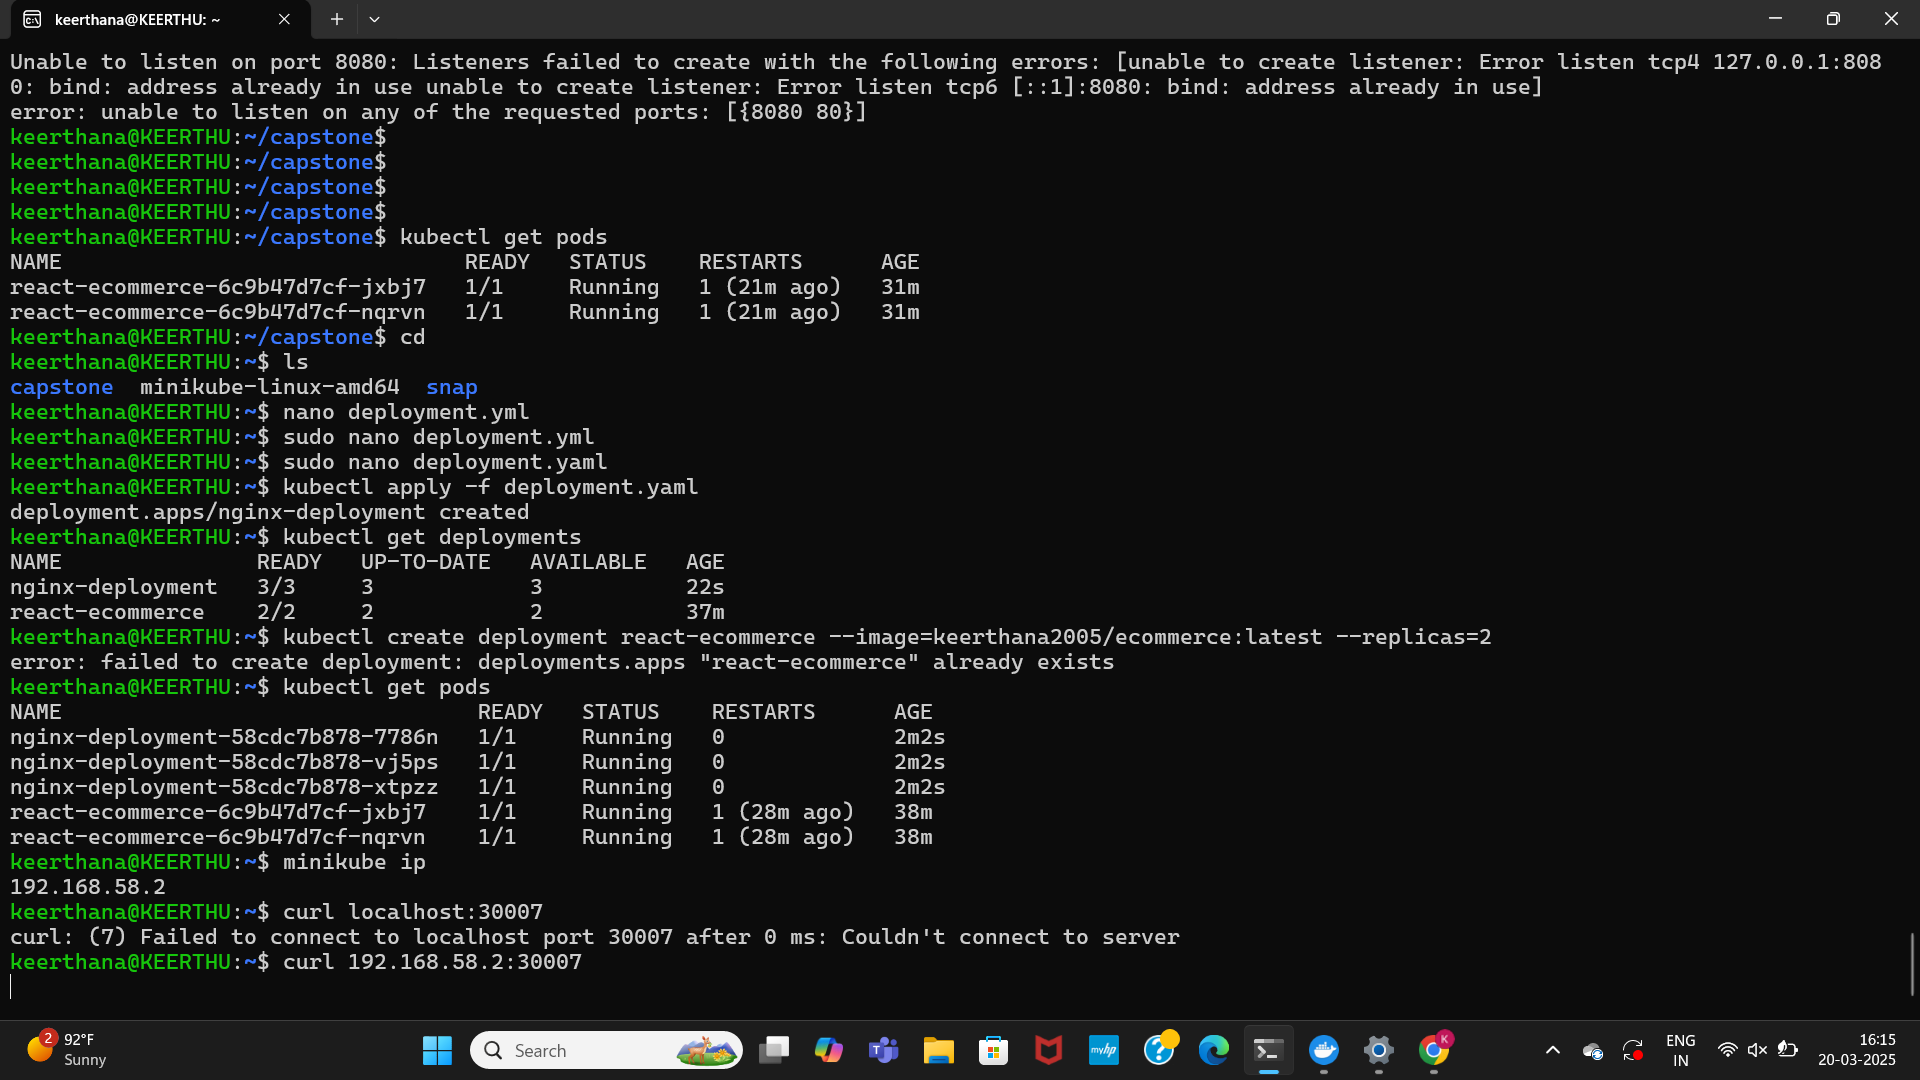 keerthana@KEERTHU: ~
Unable to listen on port 8080: Listeners failed to create with the following errors: [unable to create listener: Error listen tcp4 127.0.0.1:808
0: bind: address already in use unable to create listener: Error listen tcp6 [::1]:8080: bind: address already in use]
error: unable to listen on any of the requested ports: [{8080 80}]
keerthana@KEERTHU:~/capstone$
keerthana@KEERTHU:~/capstone$
keerthana@KEERTHU:~/capstone$
keerthana@KEERTHU:~/capstone$
keerthana@KEERTHU:~/capstone$ kubectl get pods
NAME READY STATUS RESTARTS AGE
react-ecommerce-6c9b47d7cf-jxbj7 1/1 Running 1 (21m ago) 31m
react-ecommerce-6c9b47d7cf-nqrvn 1/1 Running 1 (21m ago) 31m
keerthana@KEERTHU:~/capstone$ cd
keerthana@KEERTHU:~$ ls
capstone minikube-linux-amd64 snap
keerthana@KEERTHU:~$ nano deployment.yml
keerthana@KEERTHU:~$ sudo nano deployment.yml
keerthana@KEERTHU:~$ sudo nano deployment.yaml
keerthana@KEERTHU:~$ kubectl apply -f deployment.yaml
deployment.apps/nginx-deployment created
keerthana@KEERTHU:~$ kubectl get deployments
NAME READY UP-TO-DATE AVAILABLE AGE
nginx-deployment 3/3 3 3 22s
react-ecommerce 2/2 2 2 37m
keerthana@KEERTHU:~$ kubectl create deployment react-ecommerce --image=keerthana2005/ecommerce:latest --replicas=2
error: failed to create deployment: deployments.apps "react-ecommerce" already exists
keerthana@KEERTHU:~$ kubectl get pods
NAME READY STATUS RESTARTS AGE
nginx-deployment-58cdc7b878-7786n 1/1 Running 0 2m2s
nginx-deployment-58cdc7b878-vj5ps 1/1 Running 0 2m2s
nginx-deployment-58cdc7b878-xtpzz 1/1 Running 0 2m2s
react-ecommerce-6c9b47d7cf-jxbj7 1/1 Running 1 (28m ago) 38m
react-ecommerce-6c9b47d7cf-nqrvn 1/1 Running 1 (28m ago) 38m
keerthana@KEERTHU:~$ minikube ip
192.168.58.2
keerthana@KEERTHU:~$ curl localhost:30007
curl: (7) Failed to connect to localhost port 30007 after 0 ms: Couldn't connect to server
keerthana@KEERTHU:~$ curl 192.168.58.2:30007
2
92°F
Sunny
Search
myhp
K
ENG
IN
16:15
20-03-2025